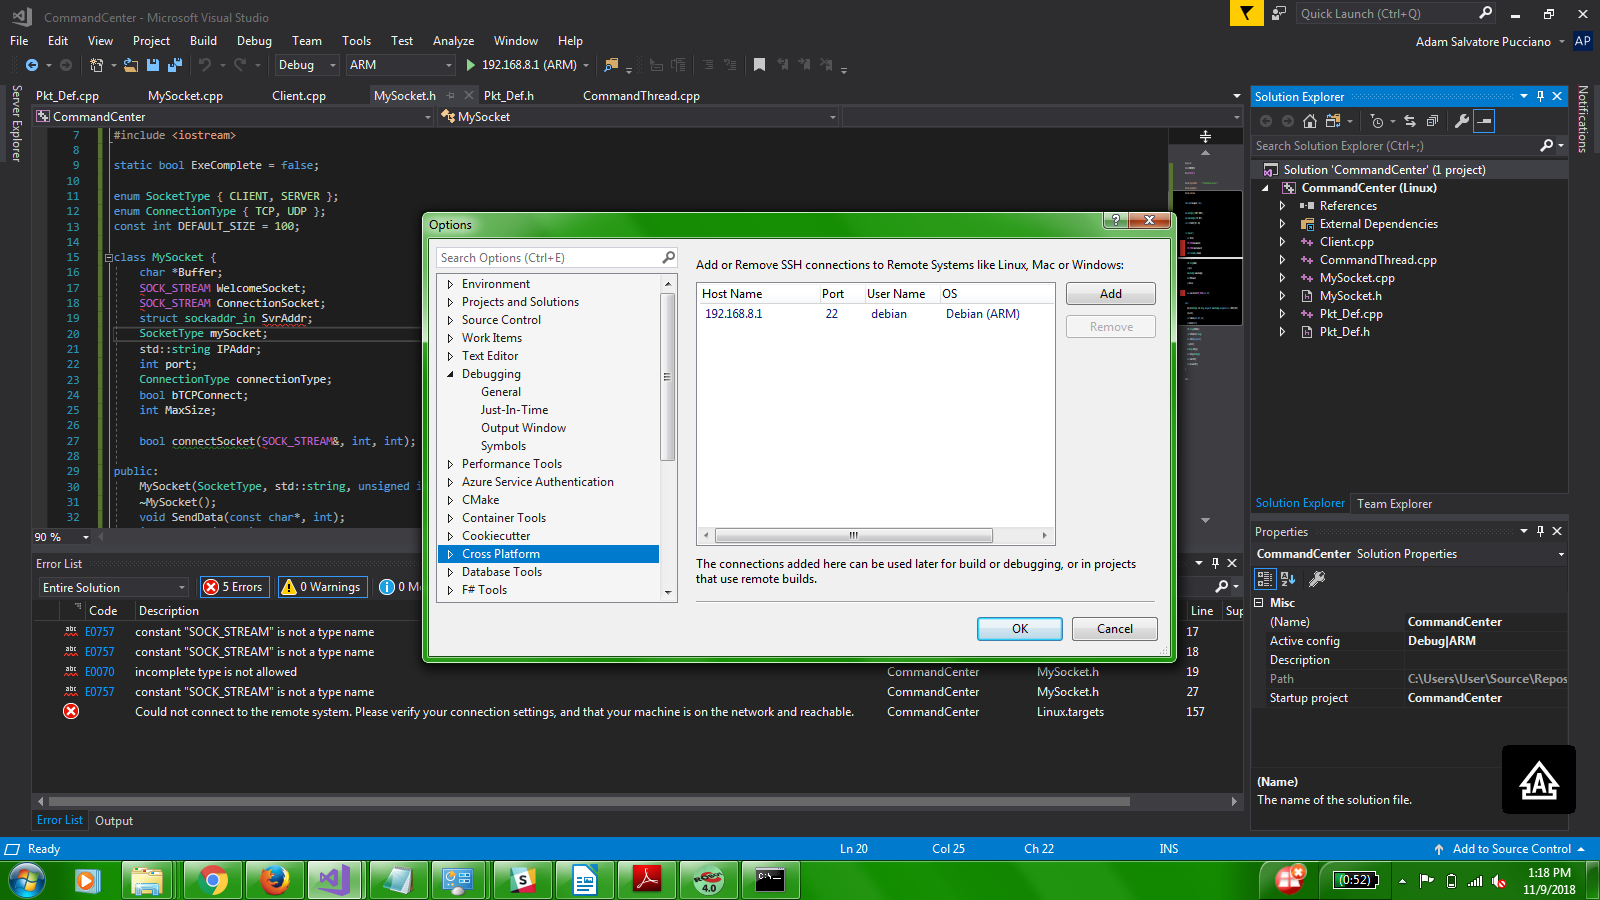 CommandCenter - Microsoft Visual Studio
Quick Launch (Ctrl+Q)
File Edit View Project Build Debug Team Tools Test Analyze Window Help
Adam Salvatore Pucciano AP
Debug ARM 192.168.8.1 (ARM)
Server Explorer
Pkt_Def.cpp MySocket.cpp Client.cpp MySocket.h Pkt_Def.h CommandThread.cpp
CommandCenter MySocket
7 #include <iostream>
8
9 static bool ExeComplete = false;
10
11 enum SocketType { CLIENT, SERVER };
12 enum ConnectionType { TCP, UDP };
13 const int DEFAULT_SIZE = 100;
14
15 class MySocket {
16 char *Buffer;
17 SOCK_STREAM WelcomeSocket;
18 SOCK_STREAM ConnectionSocket;
19 struct sockaddr_in SvrAddr;
20 SocketType mySocket;
21 std::string IPAddr;
22 int port;
23 ConnectionType connectionType;
24 bool bTCPConnect;
25 int MaxSize;
26
27 bool connectSocket(SOCK_STREAM&, int, int);
28
29 public:
30 MySocket(SocketType, std::string, unsigned i
31 ~MySocket();
32 void SendData(const char*, int);
90 %
Options
Search Options (Ctrl+E)
Environment
Projects and Solutions
Source Control
Work Items
Text Editor
Debugging
General
Just-In-Time
Output Window
Symbols
Performance Tools
Azure Service Authentication
CMake
Container Tools
Cookiecutter
Cross Platform
Database Tools
F# Tools
Add or Remove SSH connections to Remote Systems like Linux, Mac or Windows:
Host Name Port User Name OS
192.168.8.1 22 debian Debian (ARM)
Add
Remove
The connections added here can be used later for build or debugging, or in projects
that use remote builds.
OK Cancel
Error List
Entire Solution 5 Errors 0 Warnings 0 M
Code Description Line Sup
abc E0757 constant "SOCK_STREAM" is not a type name 17
abc E0757 constant "SOCK_STREAM" is not a type name 18
abc E0070 incomplete type is not allowed CommandCenter MySocket.h 19
abc E0757 constant "SOCK_STREAM" is not a type name CommandCenter MySocket.h 27
Could not connect to the remote system. Please verify your connection settings, and that your machine is on the network and reachable. CommandCenter Linux.targets 157
Error List Output
Solution Explorer
Search Solution Explorer (Ctrl+;)
Solution 'CommandCenter' (1 project)
CommandCenter (Linux)
References
External Dependencies
Client.cpp
CommandThread.cpp
MySocket.cpp
MySocket.h
Pkt_Def.cpp
Pkt_Def.h
Solution Explorer Team Explorer
Notifications
Properties
CommandCenter Solution Properties
Misc
(Name) CommandCenter
Active config Debug|ARM
Description
Path C:\Users\User\Source\Repos
Startup project CommandCenter
(Name)
The name of the solution file.
A
Ready Ln 20 Col 25 Ch 22 INS Add to Source Control
4.0
C:\
(0:52)
1:18 PM
11/9/2018